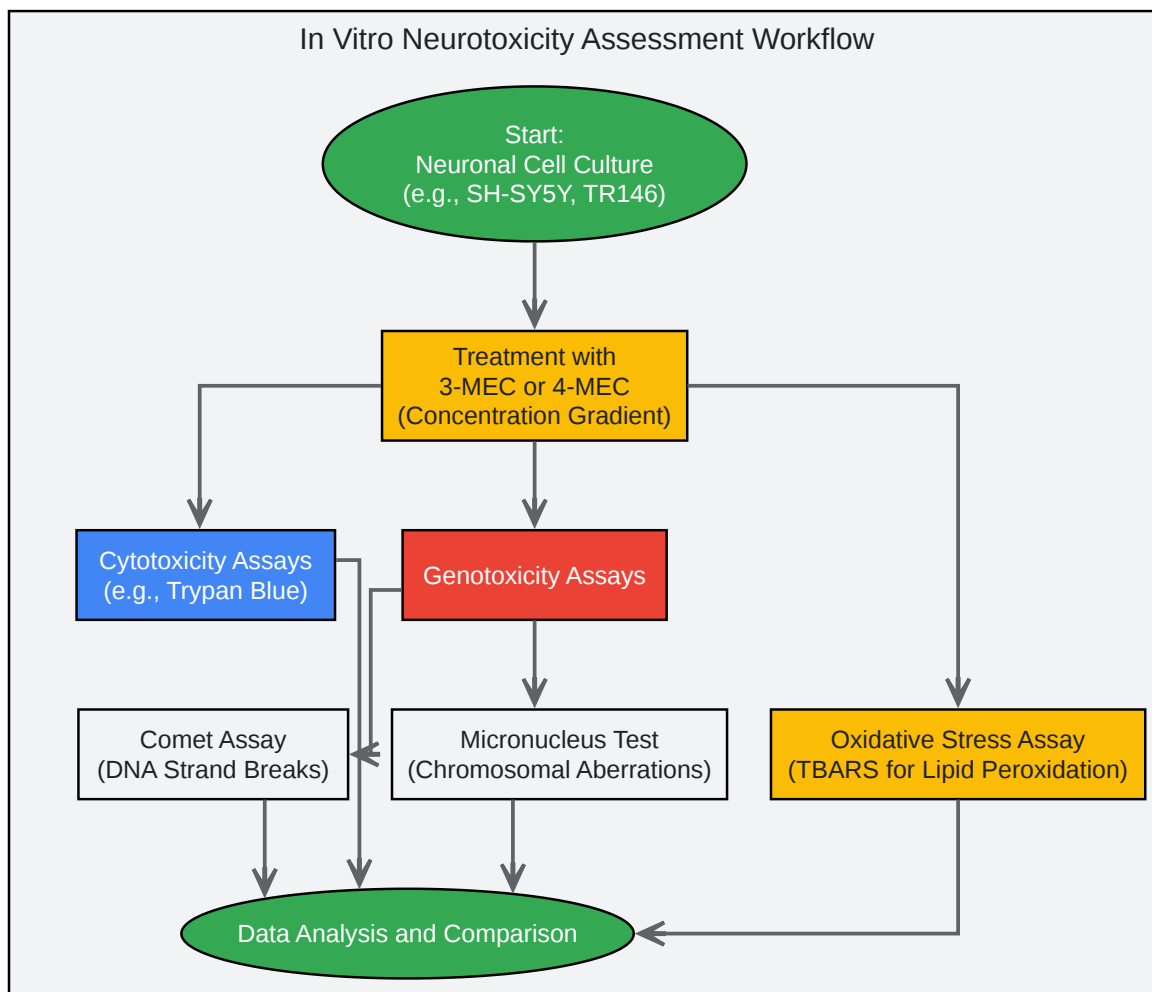 In Vitro Neurotoxicity Assessment Workflow
Start:
Neuronal Cell Culture
(e.g., SH-SY5Y, TR146)
Treatment with
3-MEC or 4-MEC
(Concentration Gradient)
Cytotoxicity Assays
(e.g., Trypan Blue)
Genotoxicity Assays
Comet Assay
(DNA Strand Breaks)
Micronucleus Test
(Chromosomal Aberrations)
Oxidative Stress Assay
(TBARS for Lipid Peroxidation)
Data Analysis and Comparison